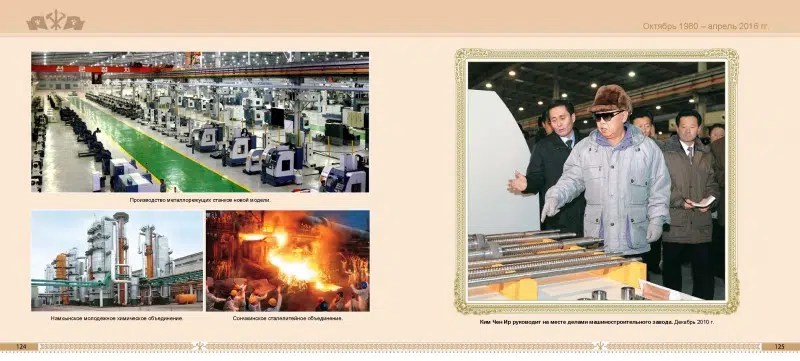 Октябрь 1980 – апрель 2016 гг.
Производство металлорежущих станков новой модели.
Намхынское молодежное химическое объединение.
Сончжинское сталелитейное объединение.
Ким Чен Ир руководит на месте делами машиностроительного завода. Декабрь 2010 г.
124
125